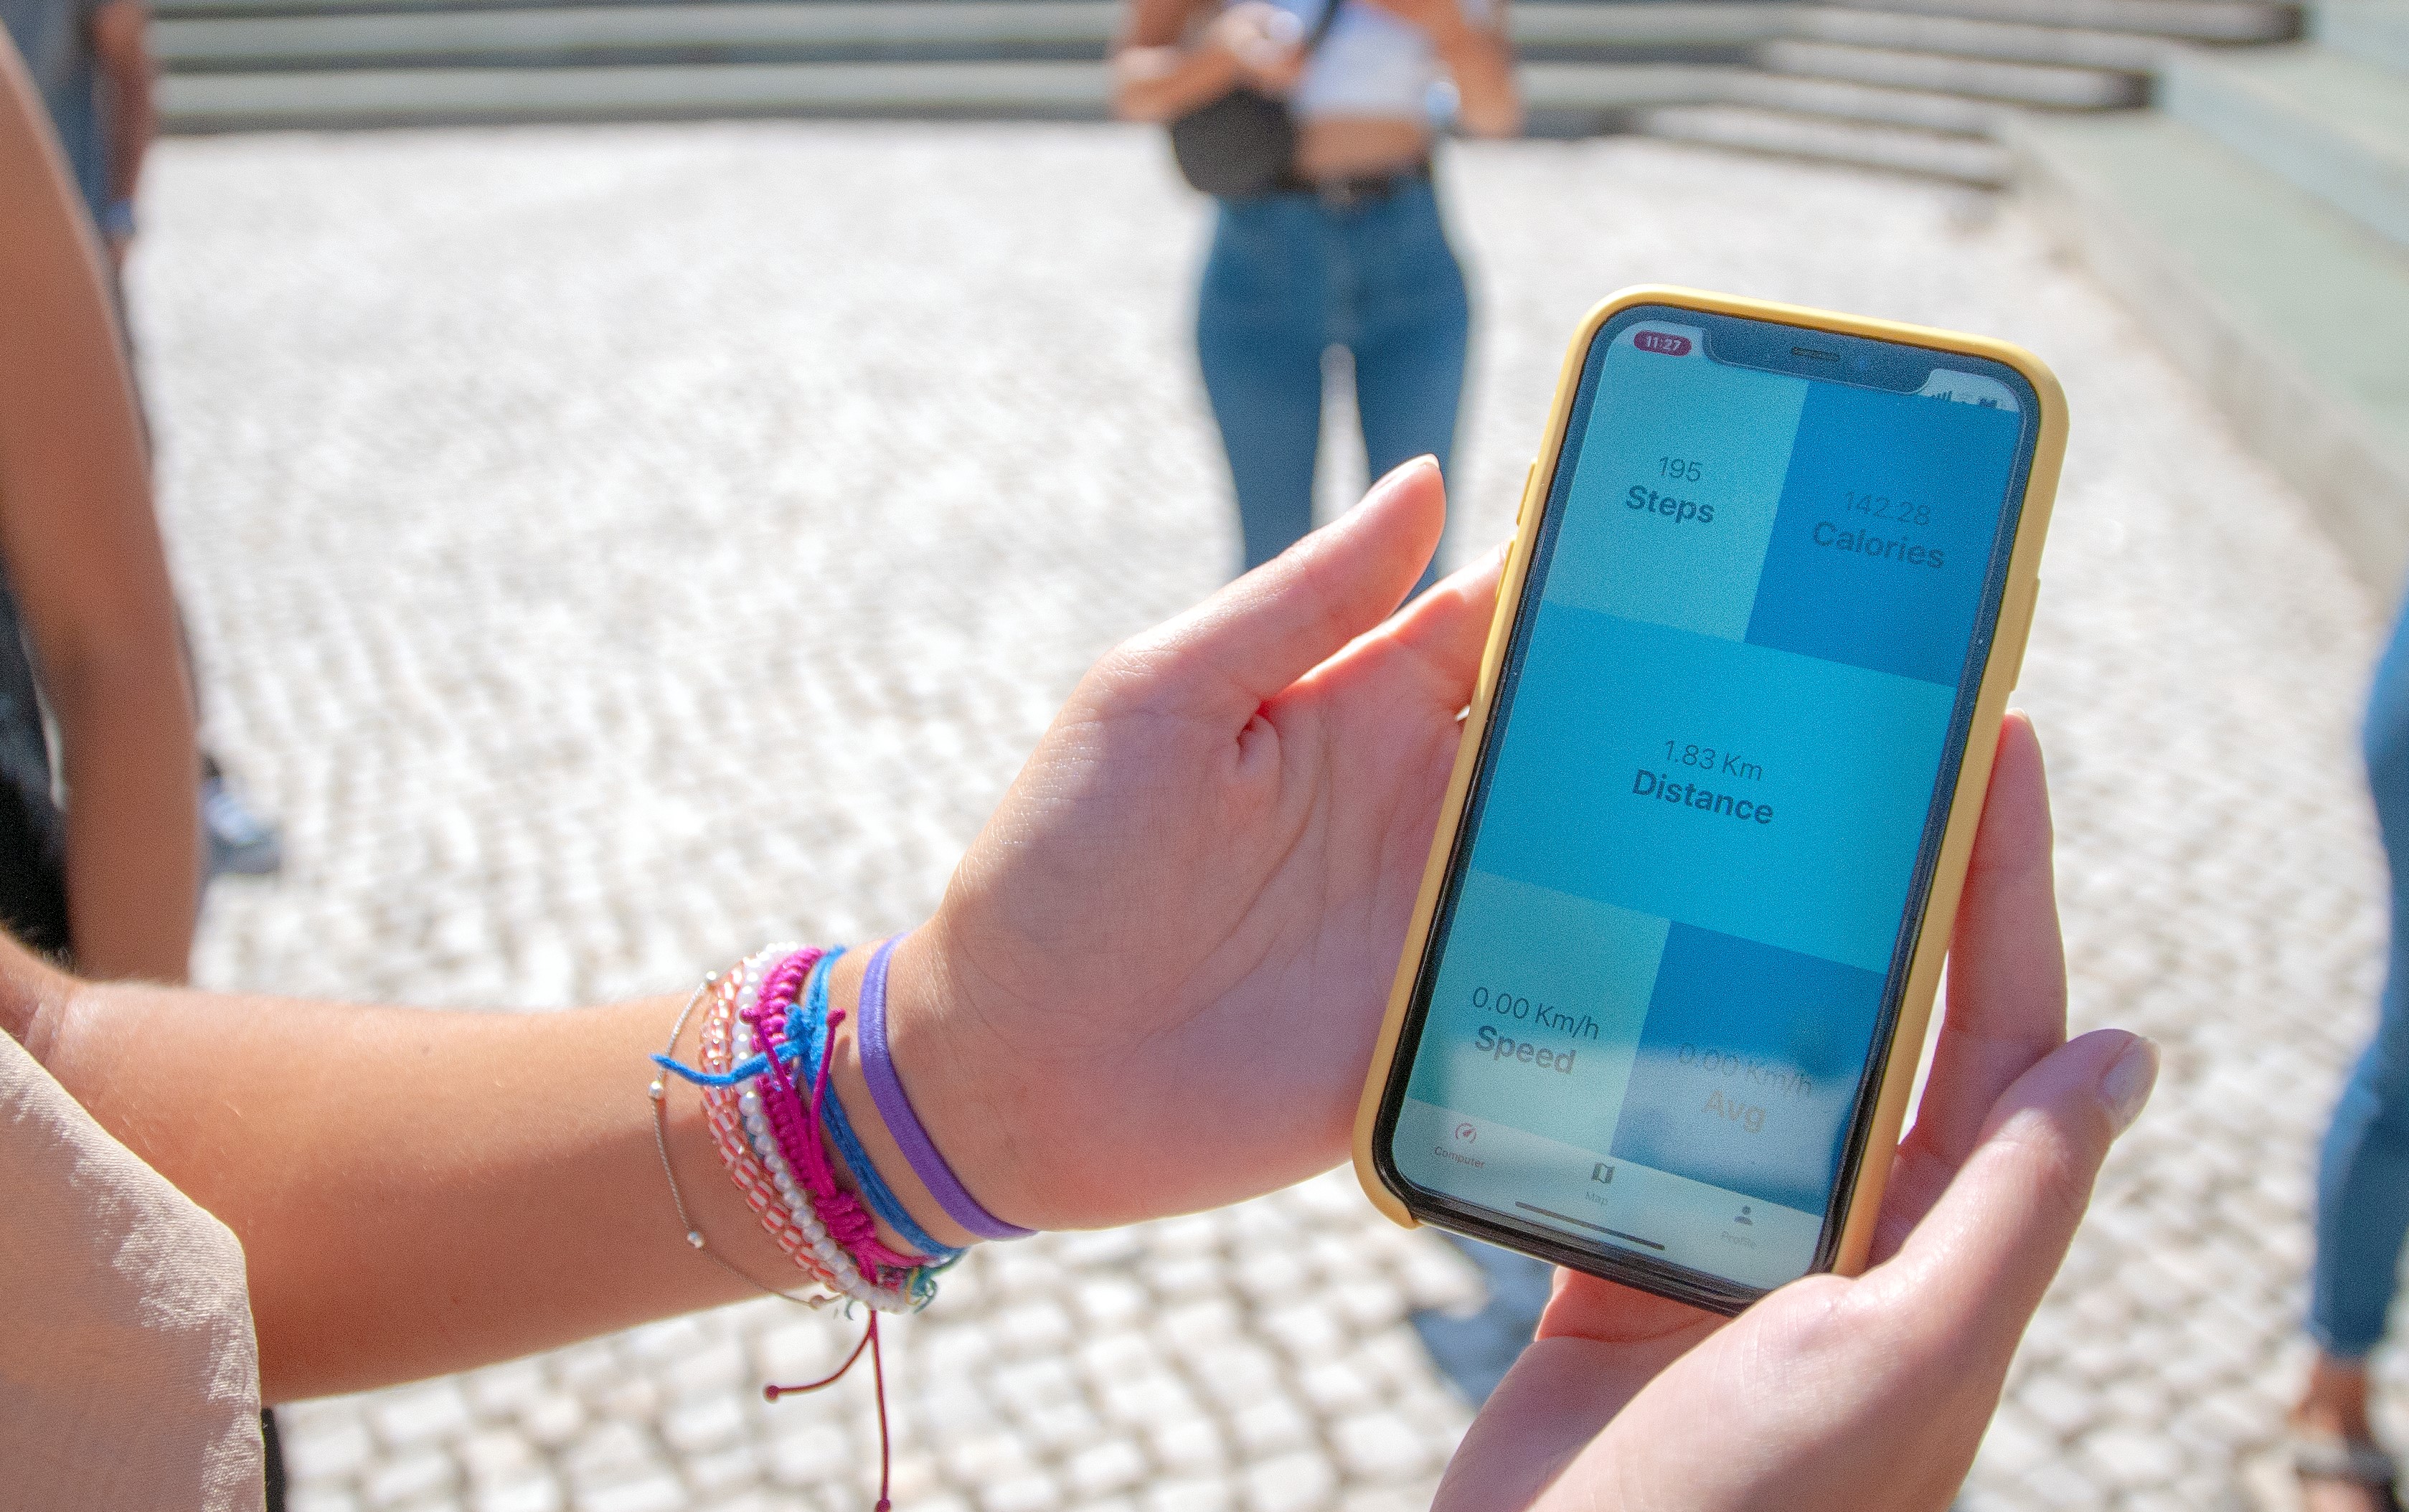 11:27
195
Steps
142.28
Calories
1.83 Km
Distance
0.00 Km/h
Speed
0.00 Km/h
Avg
Computer
Map
Profile